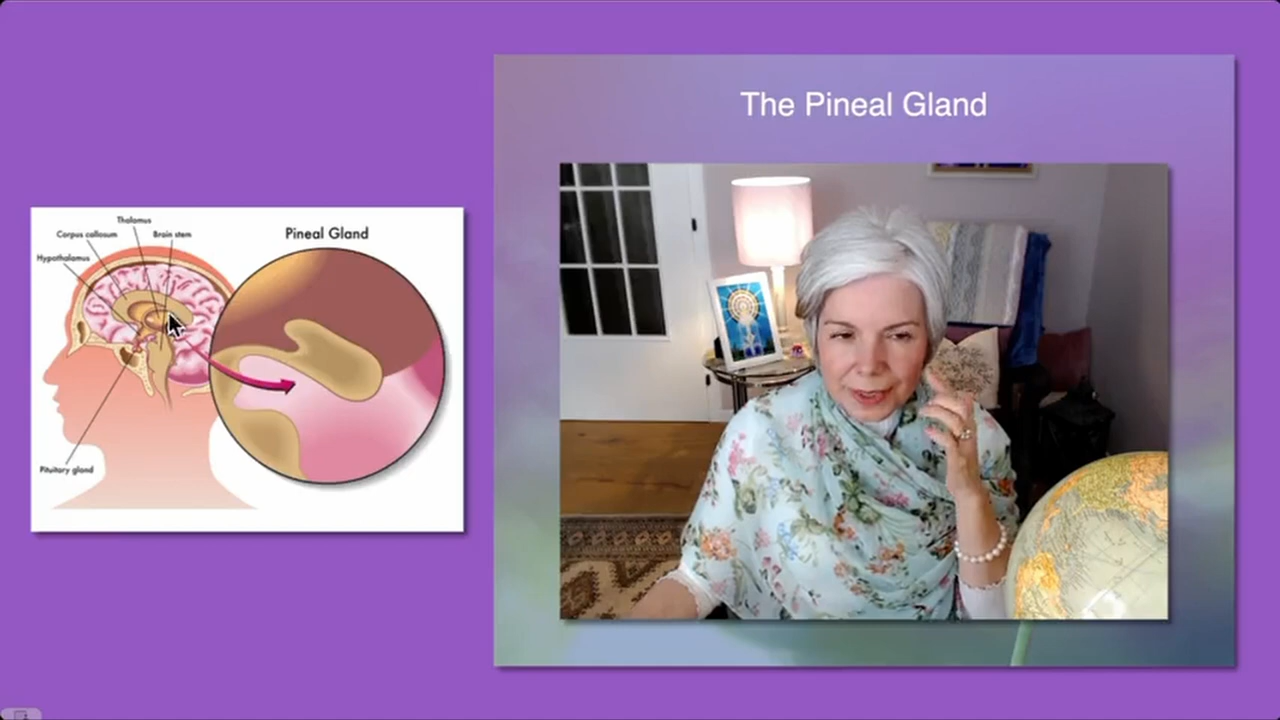 The Pineal Gland
Thalamus
Corpus callosum
Brain stem
Hypothalamus
Pineal Gland
Pituitary gland